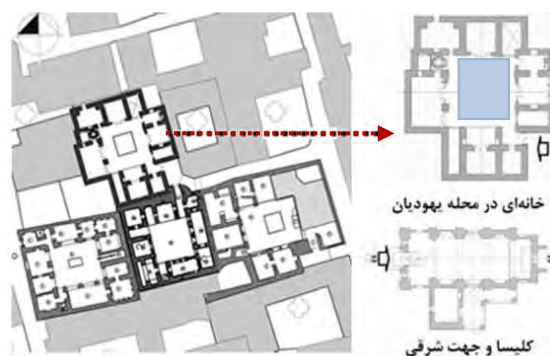 خانه‌ای در محله یهودیان
کلیسا و جهت شرقی